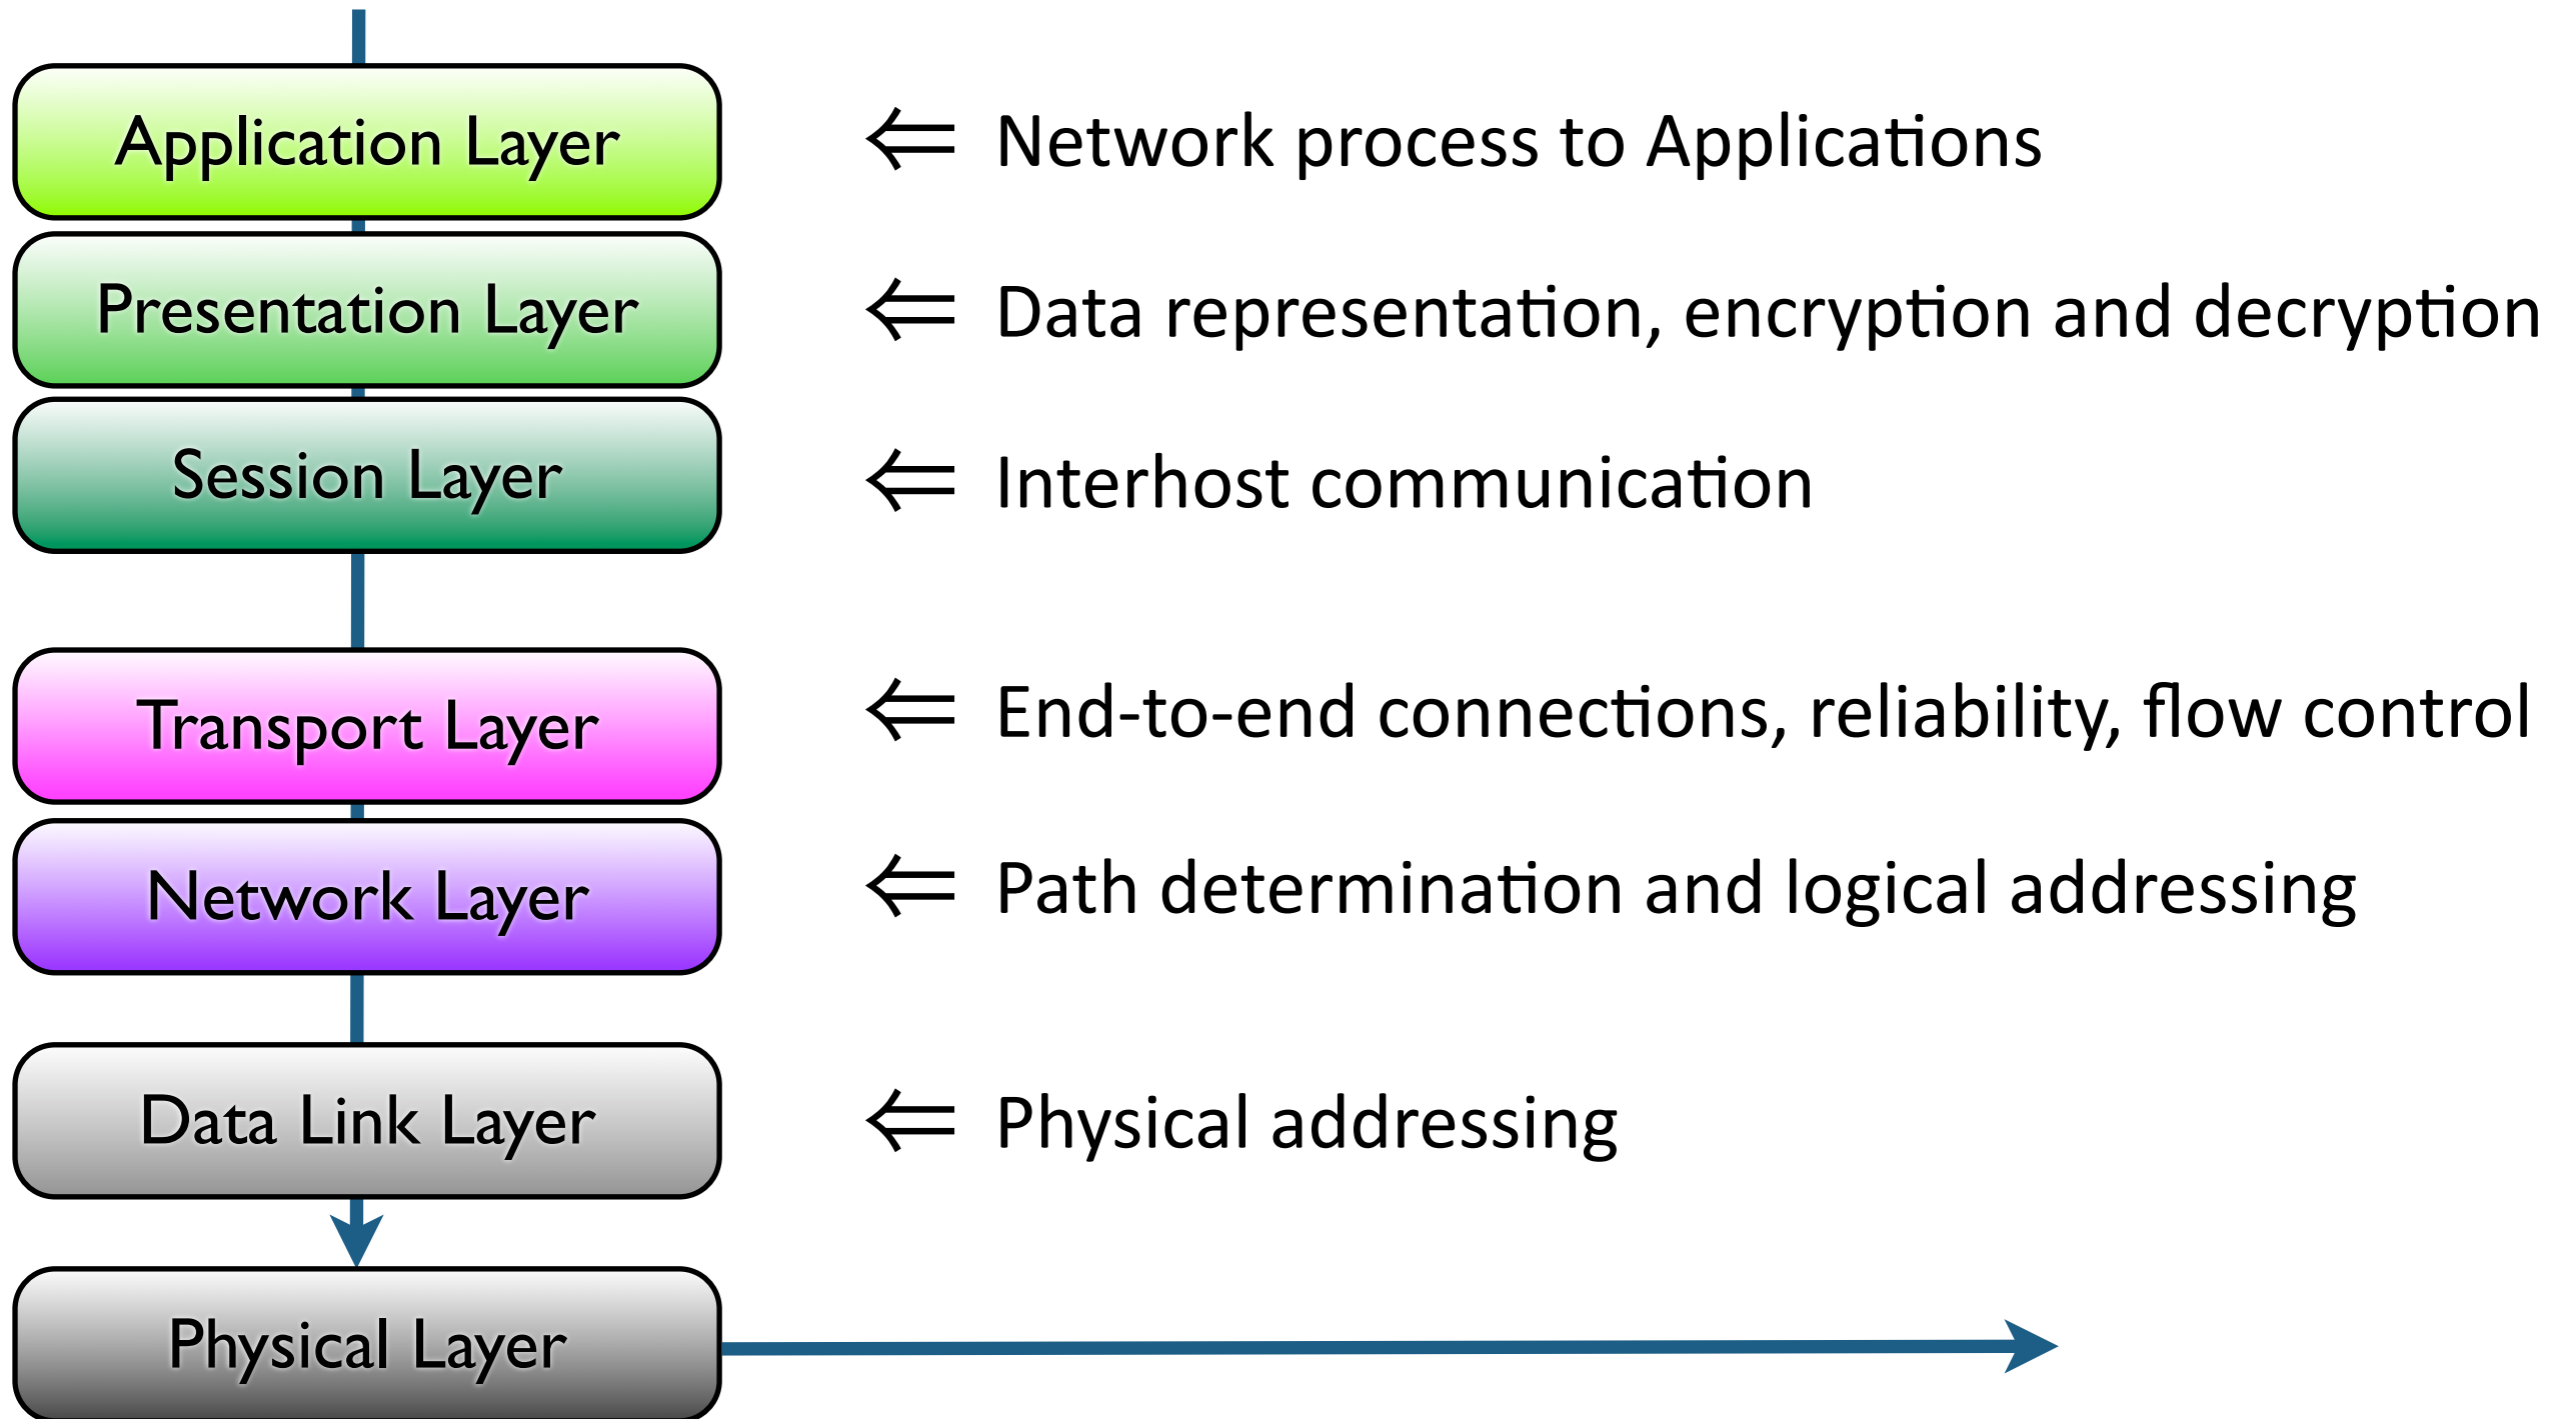 Application Layer
⇐ Network process to Applications
Presentation Layer
⇐ Data representation, encryption and decryption
Session Layer
⇐ Interhost communication
Transport Layer
⇐ End-to-end connections, reliability, flow control
Network Layer
⇐ Path determination and logical addressing
Data Link Layer
⇐ Physical addressing
Physical Layer